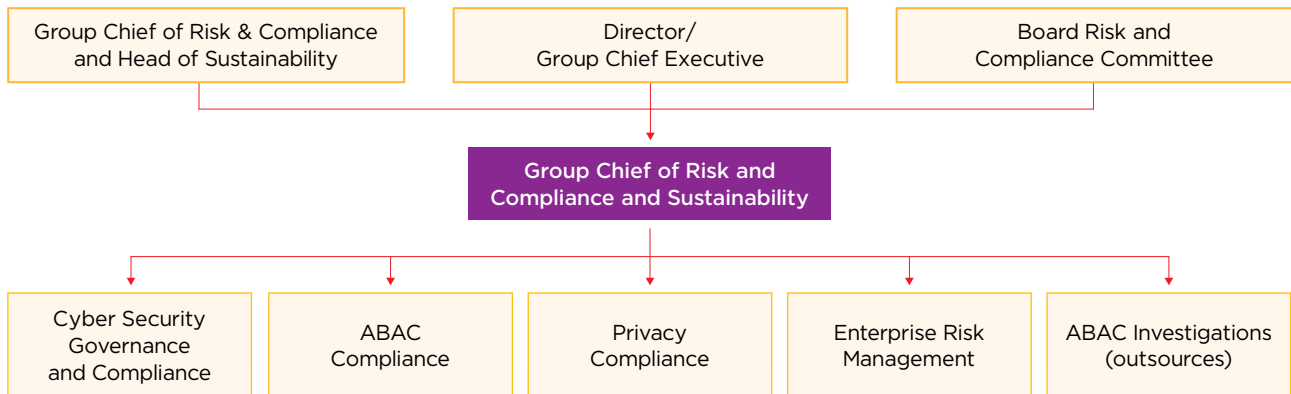 Group Chief of Risk & Compliance
and Head of Sustainability
Director/
Group Chief Executive
Board Risk and
Compliance Committee
Group Chief of Risk and
Compliance and Sustainability
Cyber Security
Governance
and Compliance
ABAC
Compliance
Privacy
Compliance
Enterprise Risk
Management
ABAC Investigations
(outsources)